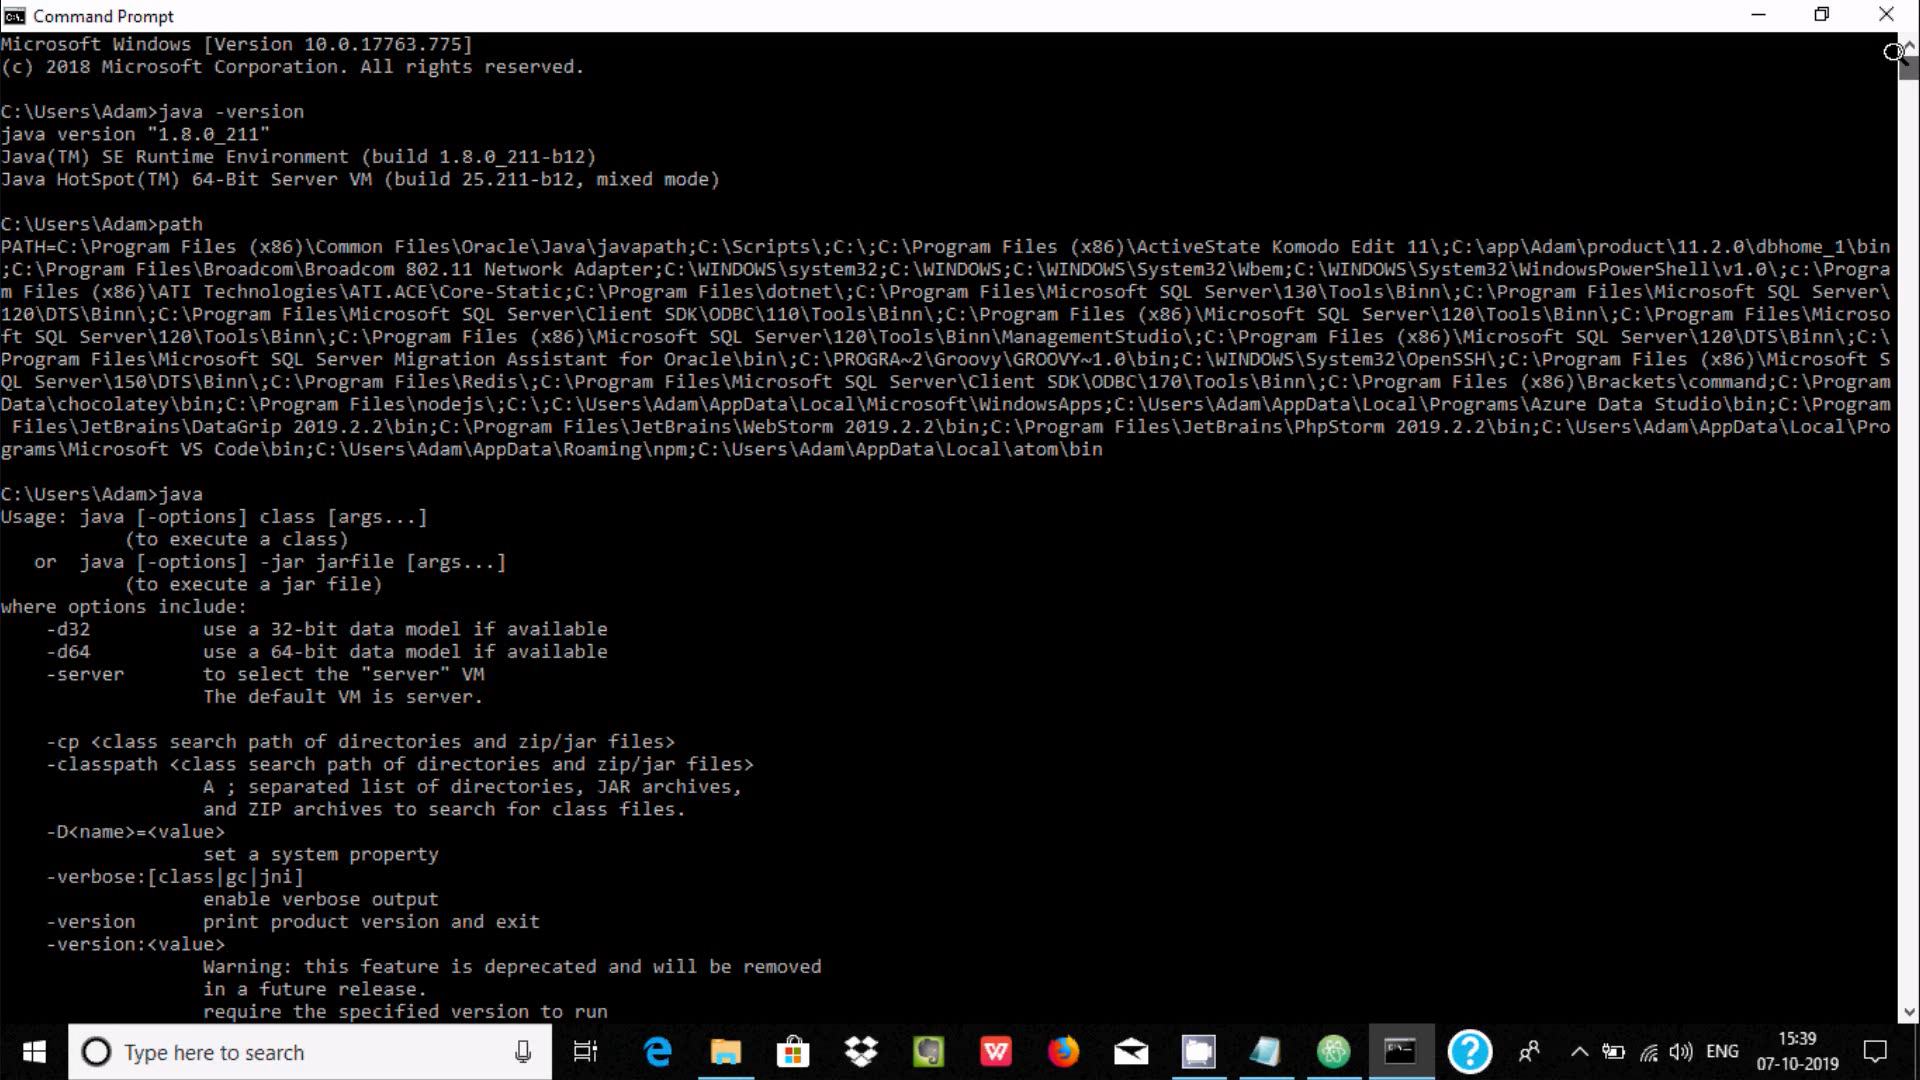 Command Prompt
Microsoft Windows [Version 10.0.17763.775]
(c) 2018 Microsoft Corporation. All rights reserved.
C:\Users\Adam>java -version
java version "1.8.0_211"
Java(TM) SE Runtime Environment (build 1.8.0_211-b12)
Java HotSpot(TM) 64-Bit Server VM (build 25.211-b12, mixed mode)
C:\Users\Adam>path
PATH=C:\Program Files (x86)\Common Files\Oracle\Java\javapath;C:\Scripts\;C:\;C:\Program Files (x86)\ActiveState Komodo Edit 11\;C:\app\Adam\product\11.2.0\dbhome_1\bin
;C:\Program Files\Broadcom\Broadcom 802.11 Network Adapter;C:\WINDOWS\system32;C:\WINDOWS;C:\WINDOWS\System32\Wbem;C:\WINDOWS\System32\WindowsPowerShell\v1.0\;c:\Progra
m Files (x86)\ATI Technologies\ATI.ACE\Core-Static;C:\Program Files\dotnet\;C:\Program Files\Microsoft SQL Server\130\Tools\Binn\;C:\Program Files\Microsoft SQL Server\
120\DTS\Binn\;C:\Program Files\Microsoft SQL Server\Client SDK\ODBC\110\Tools\Binn\;C:\Program Files (x86)\Microsoft SQL Server\120\Tools\Binn\;C:\Program Files\Microso
ft SQL Server\120\Tools\Binn\;C:\Program Files (x86)\Microsoft SQL Server\120\Tools\Binn\ManagementStudio\;C:\Program Files (x86)\Microsoft SQL Server\120\DTS\Binn\;C:\
Program Files\Microsoft SQL Server Migration Assistant for Oracle\bin\;C:\PROGRA~2\Groovy\GROOVY~1.0\bin;C:\WINDOWS\System32\OpenSSH\;C:\Program Files (x86)\Microsoft S
QL Server\150\DTS\Binn\;C:\Program Files\Redis\;C:\Program Files\Microsoft SQL Server\Client SDK\ODBC\170\Tools\Binn\;C:\Program Files (x86)\Brackets\command;C:\Program
Data\chocolatey\bin;C:\Program Files\nodejs\;C:\;C:\Users\Adam\AppData\Local\Microsoft\WindowsApps;C:\Users\Adam\AppData\Local\Programs\Azure Data Studio\bin;C:\Program
Files\JetBrains\DataGrip 2019.2.2\bin;C:\Program Files\JetBrains\WebStorm 2019.2.2\bin;C:\Program Files\JetBrains\PhpStorm 2019.2.2\bin;C:\Users\Adam\AppData\Local\Pro
grams\Microsoft VS Code\bin;C:\Users\Adam\AppData\Roaming\npm;C:\Users\Adam\AppData\Local\atom\bin
C:\Users\Adam>java
Usage: java [-options] class [args...]
(to execute a class)
or  java [-options] -jar jarfile [args...]
(to execute a jar file)
where options include:
-d32 use a 32-bit data model if available
-d64 use a 64-bit data model if available
-server to select the "server" VM
The default VM is server.
-cp <class search path of directories and zip/jar files>
-classpath <class search path of directories and zip/jar files>
A ; separated list of directories, JAR archives,
and ZIP archives to search for class files.
-D<name>=<value>
set a system property
-verbose:[class|gc|jni]
enable verbose output
-version print product version and exit
-version:<value>
Warning: this feature is deprecated and will be removed
in a future release.
require the specified version to run
Type here to search
ENG
15:39
07-10-2019